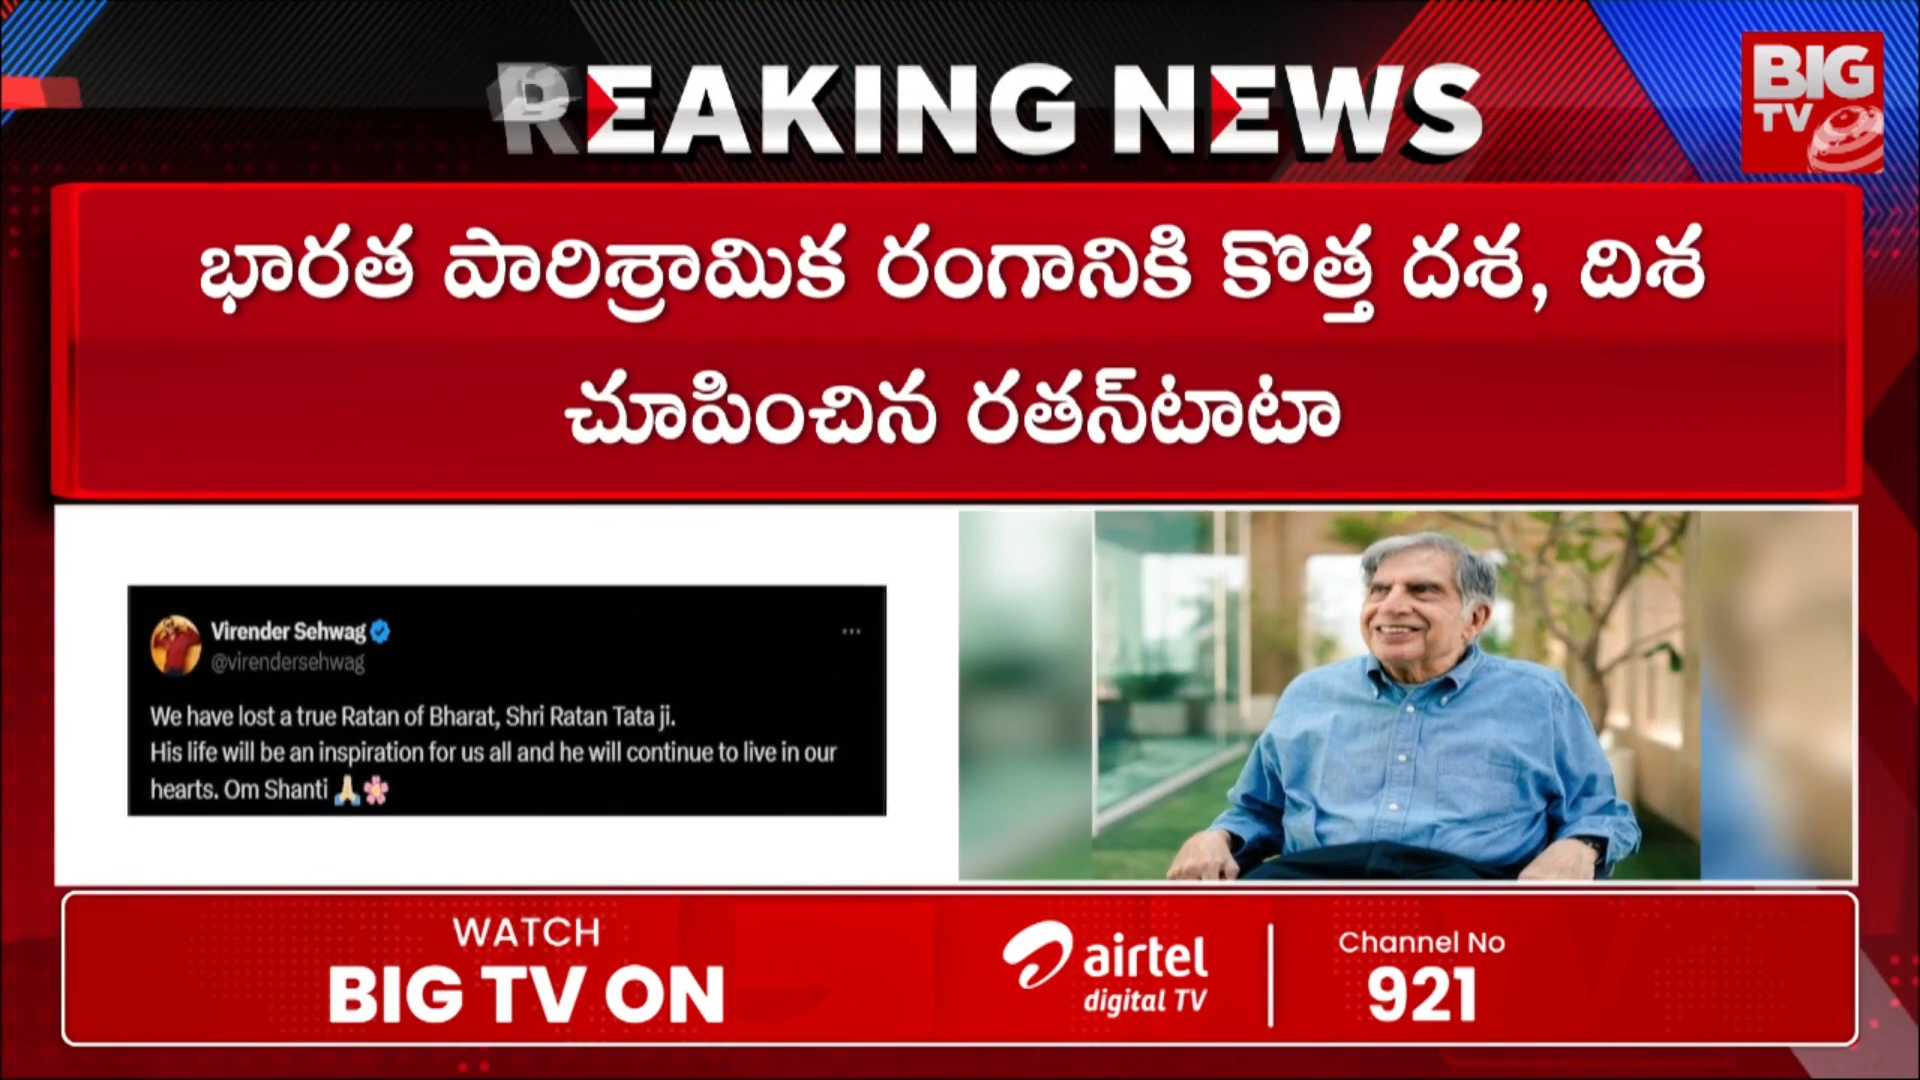 BREAKING NEWS
BIG
TV
భారత పారిశ్రామిక రంగానికి కొత్త దశ, దిశ
చూపించిన రతన్‌టాటా
Virender Sehwag
@virendersehwag
We have lost a true Ratan of Bharat, Shri Ratan Tata ji.
His life will be an inspiration for us all and he will continue to live in our
hearts. Om Shanti 🙏🌸
WATCH
BIG TV ON
airtel
digital TV
Channel No
921